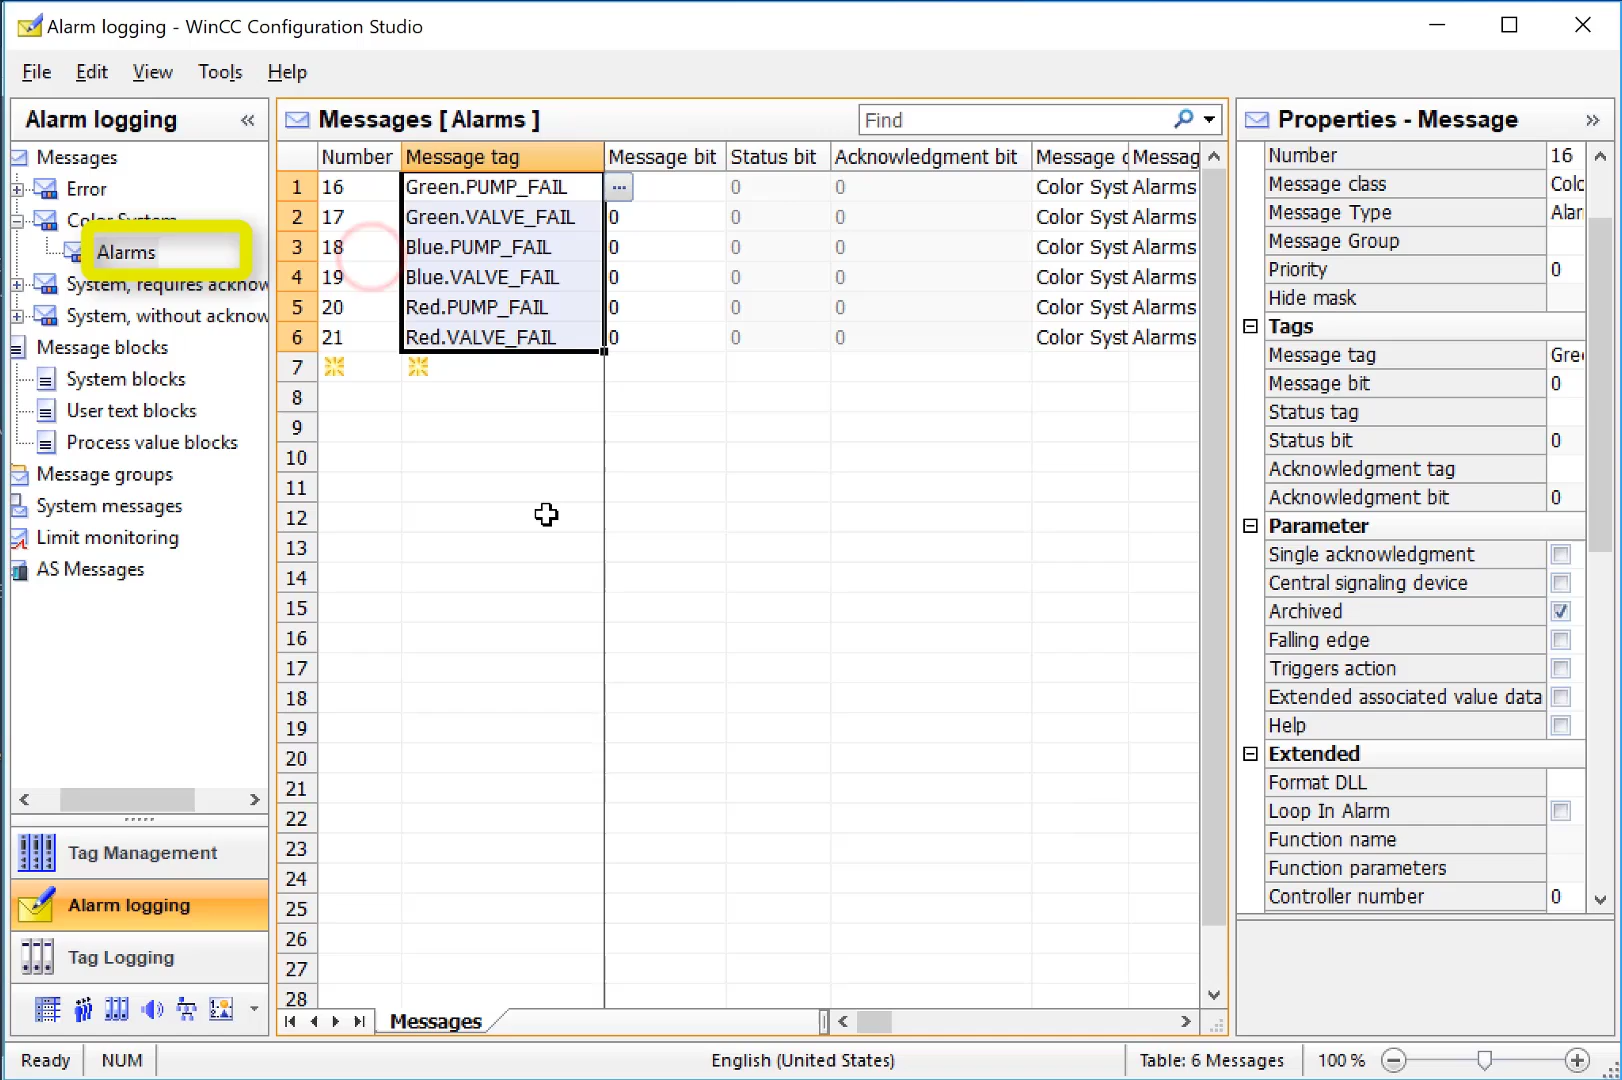 Alarm logging - WinCC Configuration Studio
File Edit View Tools Help
Alarm logging «
Messages
Error
Color System
Alarms
System, requires acknow
System, without acknow
Message blocks
System blocks
User text blocks
Process value blocks
Message groups
System messages
Limit monitoring
AS Messages
Tag Management
Alarm logging
Tag Logging
Messages [ Alarms ] Find
Number Message tag Message bit Status bit Acknowledgment bit Message c Messag
1 16 Green.PUMP_FAIL ... 0 0 Color Syst Alarms
2 17 Green.VALVE_FAIL 0 0 0 Color Syst Alarms
3 18 Blue.PUMP_FAIL 0 0 0 Color Syst Alarms
4 19 Blue.VALVE_FAIL 0 0 0 Color Syst Alarms
5 20 Red.PUMP_FAIL 0 0 0 Color Syst Alarms
6 21 Red.VALVE_FAIL 0 0 0 Color Syst Alarms
7
8
9
10
11
12
13
14
15
16
17
18
19
20
21
22
23
24
25
26
27
28
Messages
Properties - Message »
Number 16
Message class Colo
Message Type Alar
Message Group
Priority 0
Hide mask
Tags
Message tag Gree
Message bit 0
Status tag
Status bit 0
Acknowledgment tag
Acknowledgment bit 0
Parameter
Single acknowledgment
Central signaling device
Archived
Falling edge
Triggers action
Extended associated value data
Help
Extended
Format DLL
Loop In Alarm
Function name
Function parameters
Controller number 0
Ready NUM English (United States) Table: 6 Messages 100 %